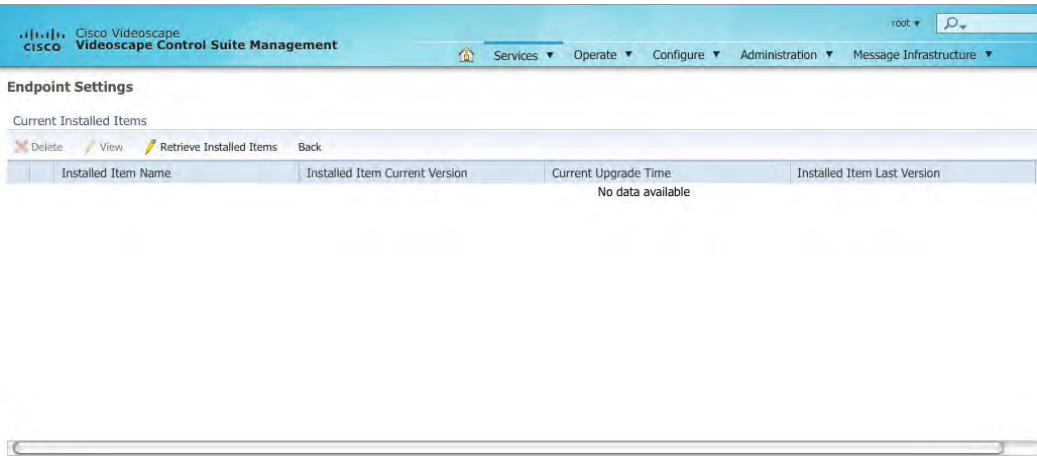 root
Cisco Videoscape
CISCO Videoscape Control Suite Management
Services Operate Configure Administration Message Infrastructure
Endpoint Settings
Current Installed Items
Delete View Retrieve Installed Items Back
Installed Item Name Installed Item Current Version Current Upgrade Time Installed Item Last Version
No data available